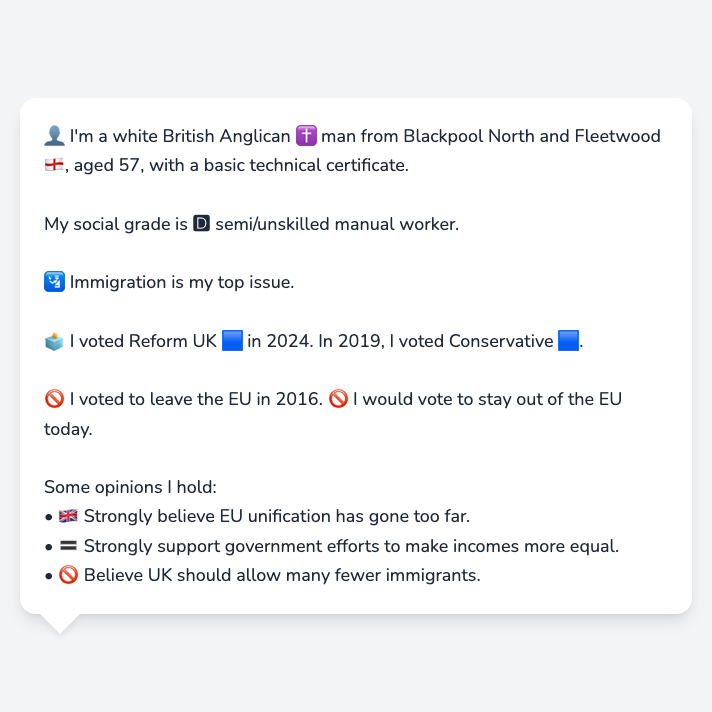 👤 I'm a white British Anglican ✝️ man from Blackpool North and Fleetwood
🏴󠁧󠁢󠁥󠁮󠁧󠁿, aged 57, with a basic technical certificate.
My social grade is 🅳 semi/unskilled manual worker.
🛂 Immigration is my top issue.
🗳️ I voted Reform UK 🟦 in 2024. In 2019, I voted Conservative 🟦.
🚫 I voted to leave the EU in 2016. 🚫 I would vote to stay out of the EU
today.
Some opinions I hold:
• 🇬🇧 Strongly believe EU unification has gone too far.
• 🟰 Strongly support government efforts to make incomes more equal.
• 🚫 Believe UK should allow many fewer immigrants.